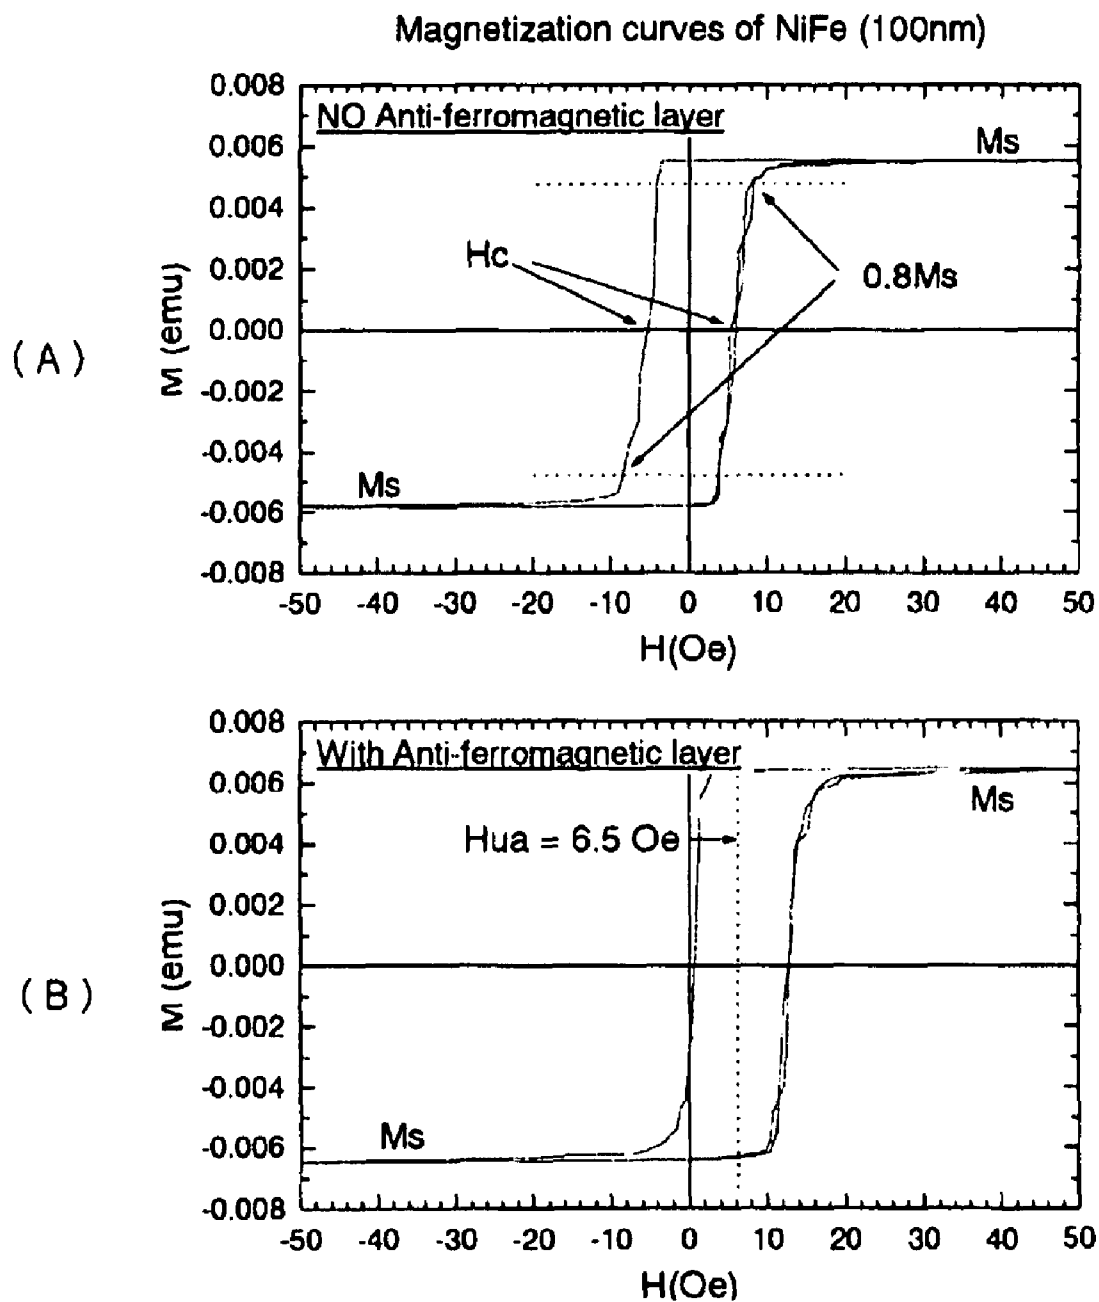 Magnetization curves of NiFe (100nm)
(A)
M (emu)
0.008
0.006
0.004
0.002
0.000
-0.002
-0.004
-0.006
-0.008
NO Anti-ferromagnetic layer
Ms
Hc
0.8Ms
Ms
-50 -40 -30 -20 -10 0 10 20 30 40 50
H(Oe)
(B)
M (emu)
0.008
0.006
0.004
0.002
0.000
-0.002
-0.004
-0.006
-0.008
With Anti-ferromagnetic layer
Ms
Hua = 6.5 Oe
Ms
-50 -40 -30 -20 -10 0 10 20 30 40 50
H(Oe)